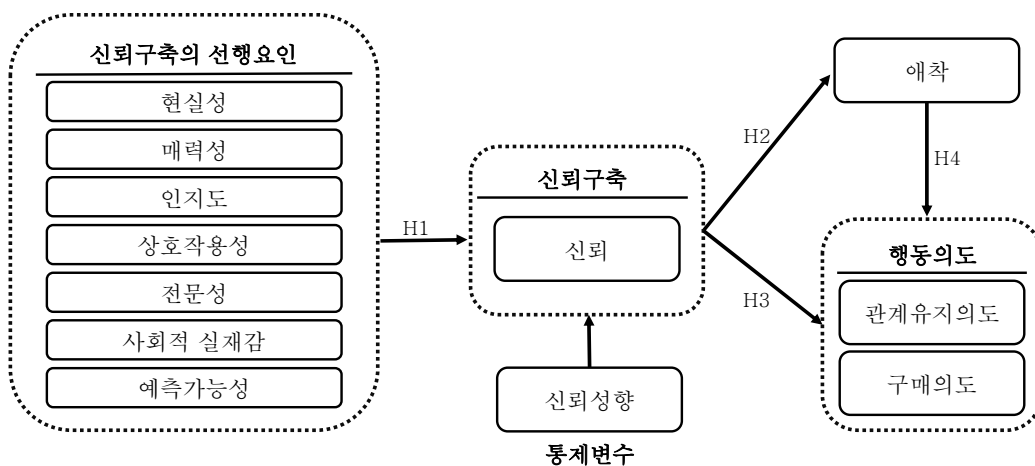 신뢰구축의 선행요인
현실성
매력성
인지도
상호작용성
전문성
사회적 실재감
예측가능성
H1
신뢰구축
신뢰
신뢰성향
통제변수
H2
H3
애착
H4
행동의도
관계유지의도
구매의도